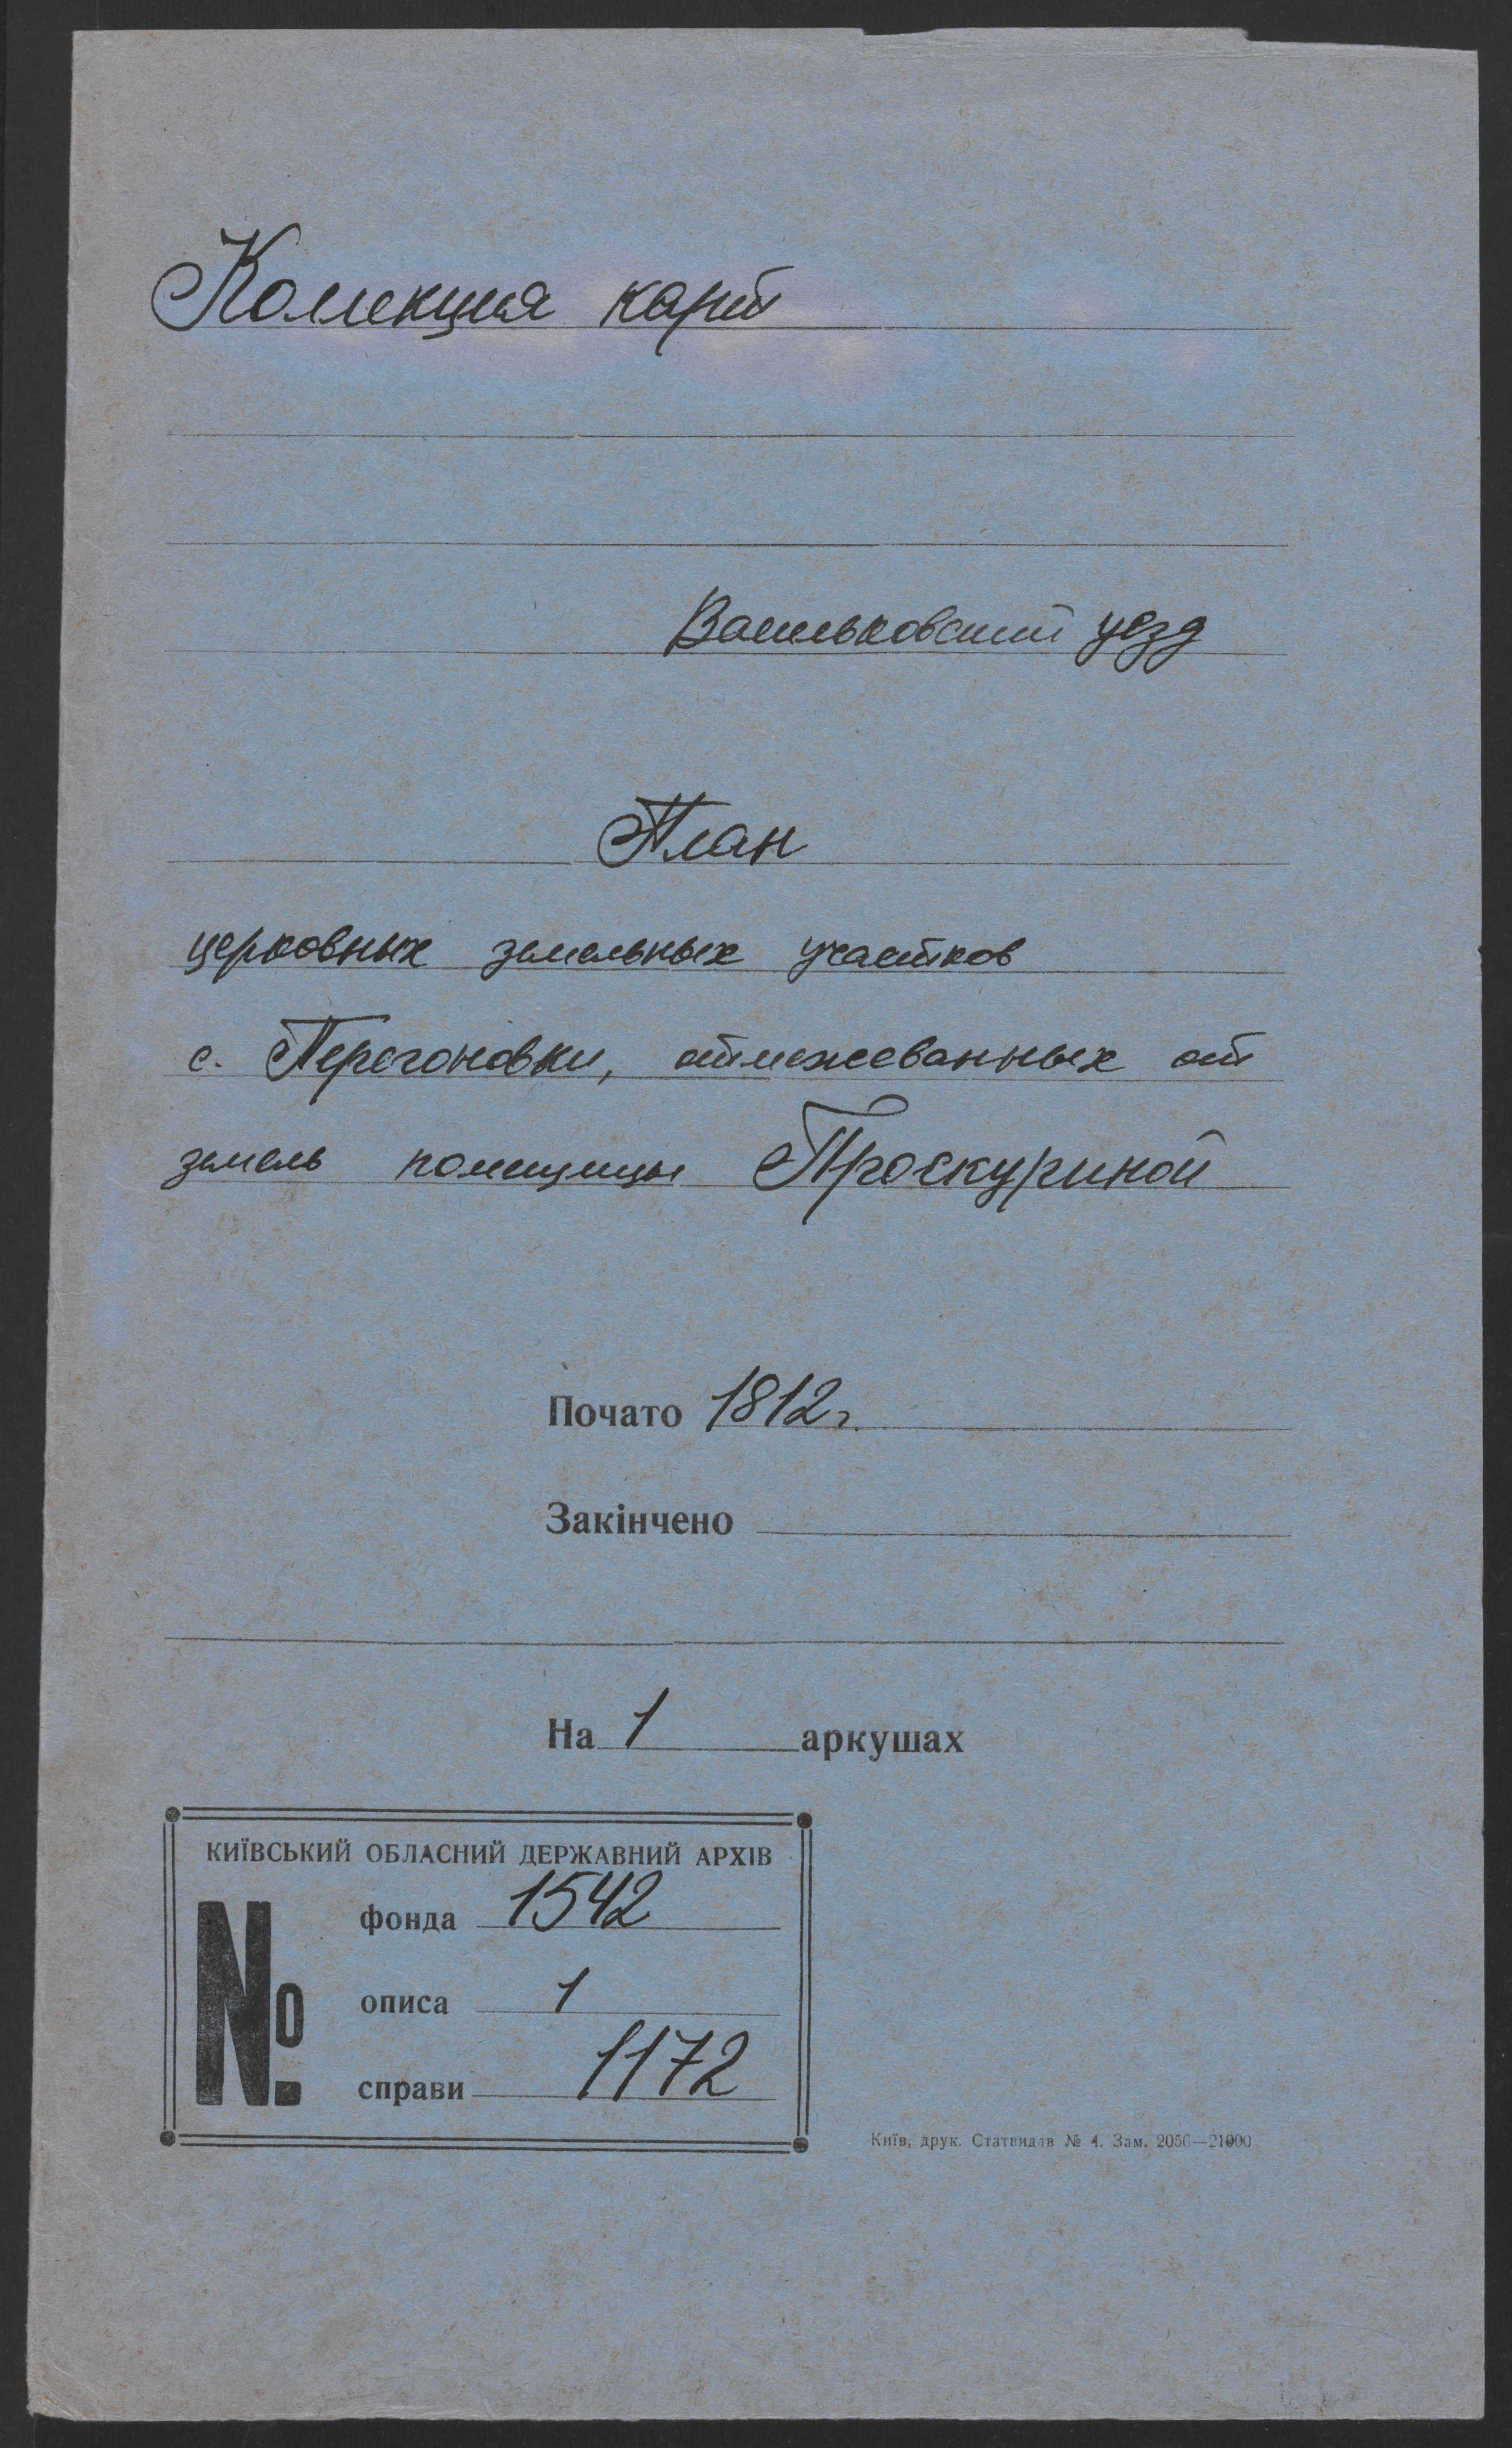 Коллекция карт
Васильковский уезд
План
церковных земельных участков
с. Перегоновки, отмежеванных от
земель помещицы Проскуриной
Почато 1812 г.
Закінчено
На 1 аркушах
КИЇВСЬКИЙ ОБЛАСНИЙ ДЕРЖАВНИЙ АРХІВ
№
фонда 1542
описа 1
справи 1172
Київ, друк. Статвидав № 4. Зам. 2050—21000